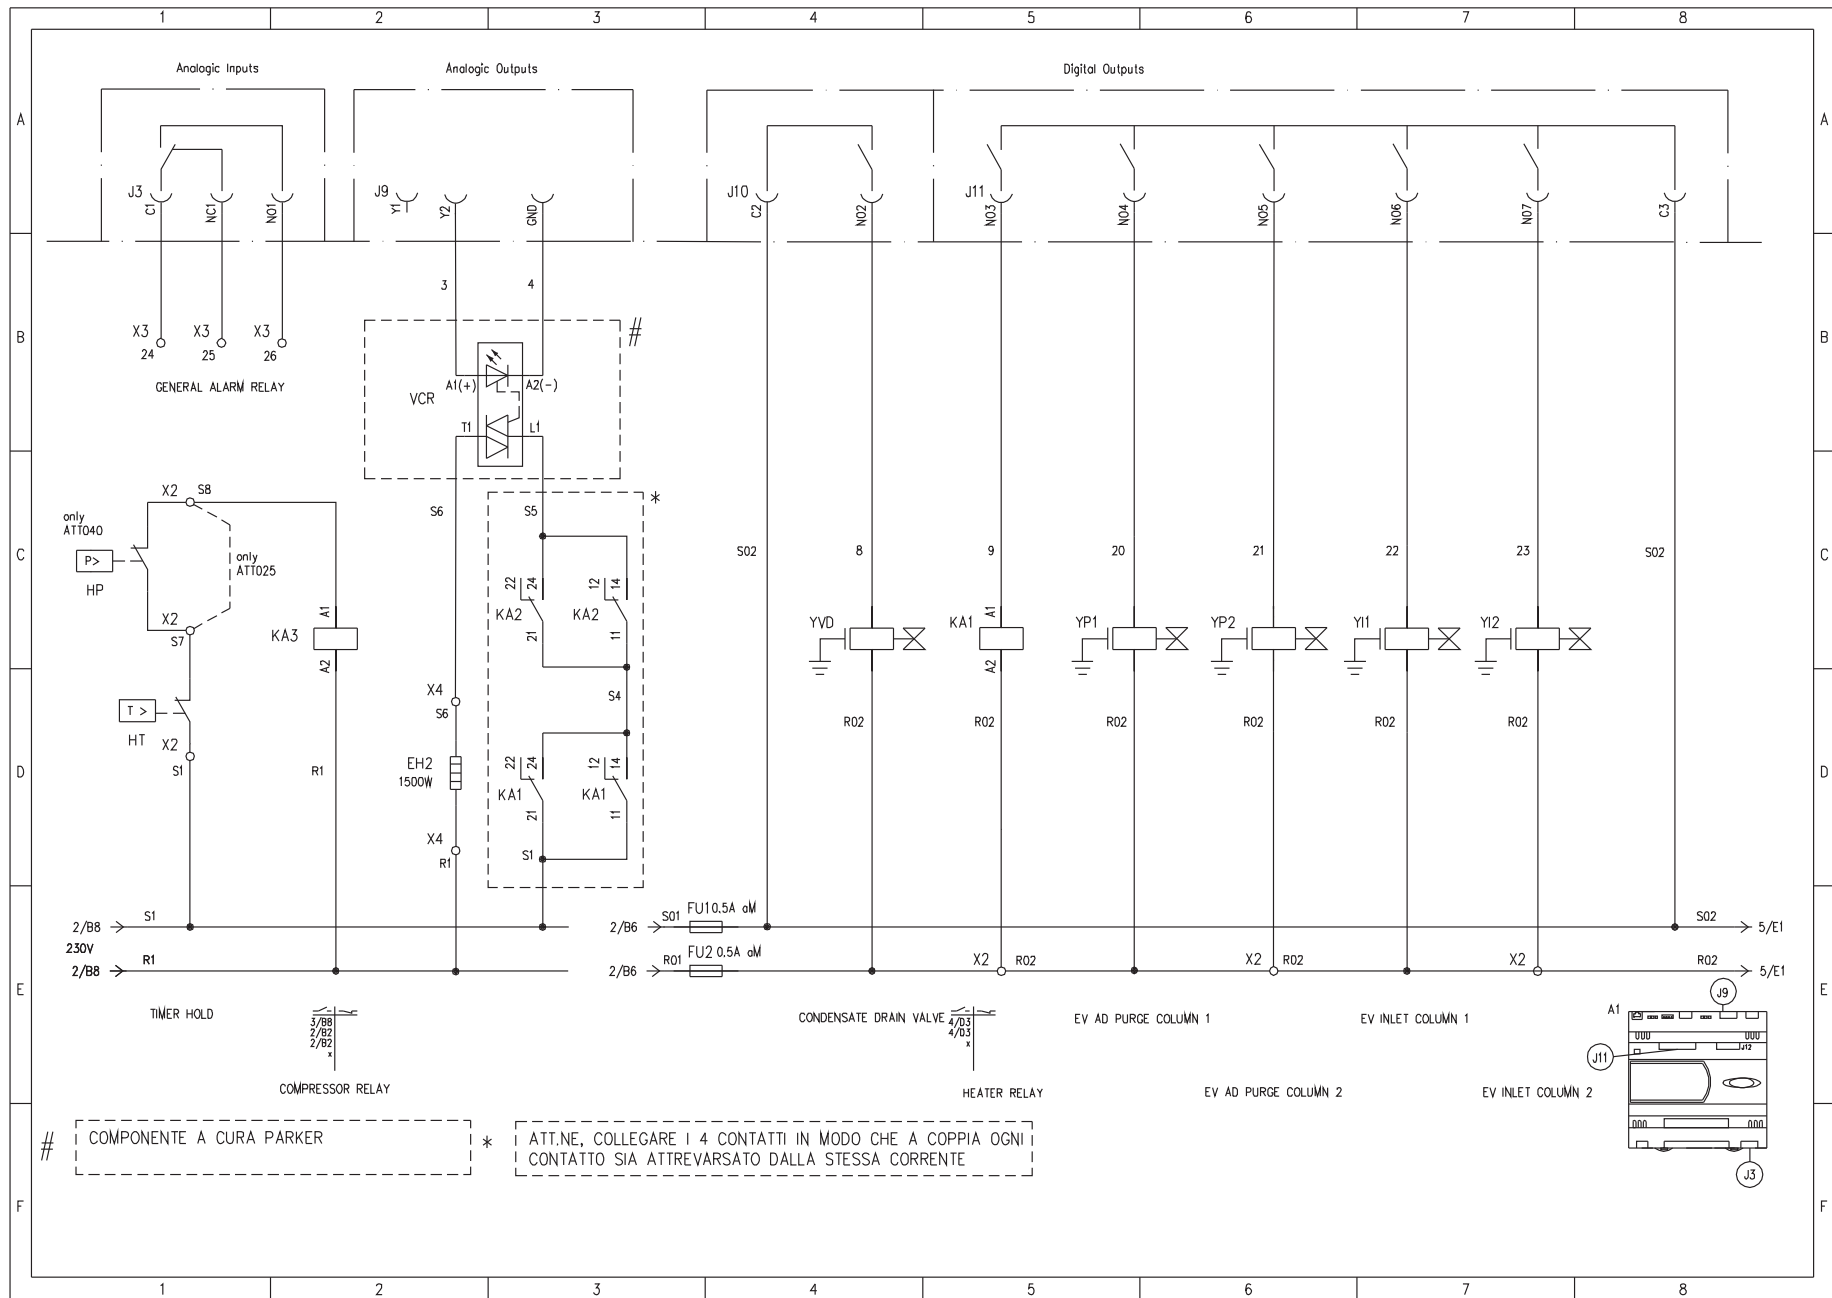 1 2 3 4 5 6 7 8
Analogic Inputs Analogic Outputs Digital Outputs
A A
J3 J9 J10 J11
C1 NC1 NO1 Y1 Y2 GND C2 NO2 NO3 NO4 NO5 NO6 NO7 C3
3 4
B B
X3 X3 X3 #
24 25 26
GENERAL ALARM RELAY
A1(+) A2(-)
VCR
T1 L1
X2 S8 *
only
ATT040
S6 S5
C C
P> only
ATT025
HP
S02 8 9 20 21 22 23 S02
22 24 12 14
KA2 KA2
21 11
X2
S7
KA3 A1
A2
YVD KA1 A1 YP1 YP2 YI1 YI2
A2
T >
HT
X2
S1
X4
S6
S4
R02 R02 R02 R02 R02 R02
D D
R1
EH2
1500W
22 24 12 14
KA1 KA1
21 11
X4
R1
S1
2/B8 S1 2/B6 S01 FU1 0.5A aM S02 5/E1
230V
2/B8 R1 2/B6 R01 FU2 0.5A aM X2 R02 X2 R02 X2 R02 5/E1
E E
TIMER HOLD CONDENSATE DRAIN VALVE EV AD PURGE COLUMN 1 EV INLET COLUMN 1
3/B8
2/B2
2/B2
x
4/D3
4/D3
x
A1 J9
J12
J11
COMPRESSOR RELAY HEATER RELAY EV AD PURGE COLUMN 2 EV INLET COLUMN 2
J3
# COMPONENTE A CURA PARKER
* ATT.NE, COLLEGARE I 4 CONTATTI IN MODO CHE A COPPIA OGNI
CONTATTO SIA ATTREVARSATO DALLA STESSA CORRENTE
F F
1 2 3 4 5 6 7 8